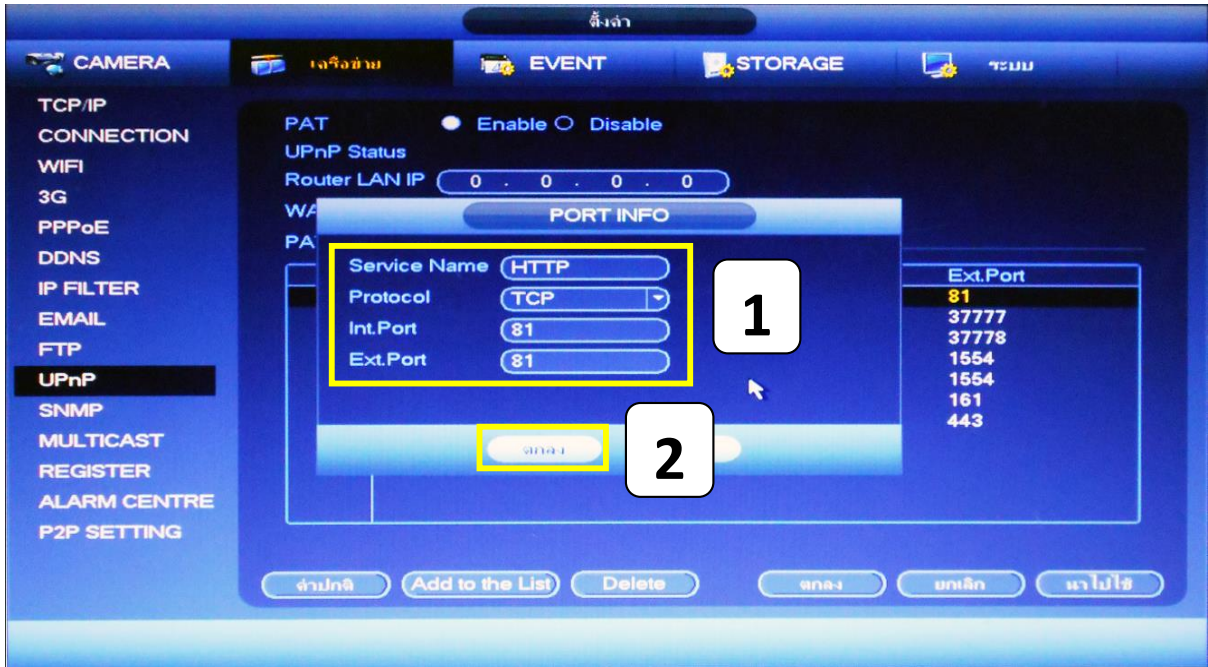 ตั้งค่า
CAMERA
เครือข่าย
EVENT
STORAGE
ระบบ
TCP/IP
CONNECTION
WIFI
3G
PPPoE
DDNS
IP FILTER
EMAIL
FTP
UPnP
SNMP
MULTICAST
REGISTER
ALARM CENTRE
P2P SETTING
PAT Enable Disable
UPnP Status
Router LAN IP 0 . 0 . 0 . 0
PORT INFO
Service Name HTTP
Protocol TCP
Int.Port 81
Ext.Port 81
1
ตกลง
2
Ext.Port
81
37777
37778
1554
1554
161
443
ค่าปกติ
Add to the List
Delete
ตกลง
ยกเลิก
นำไปใช้